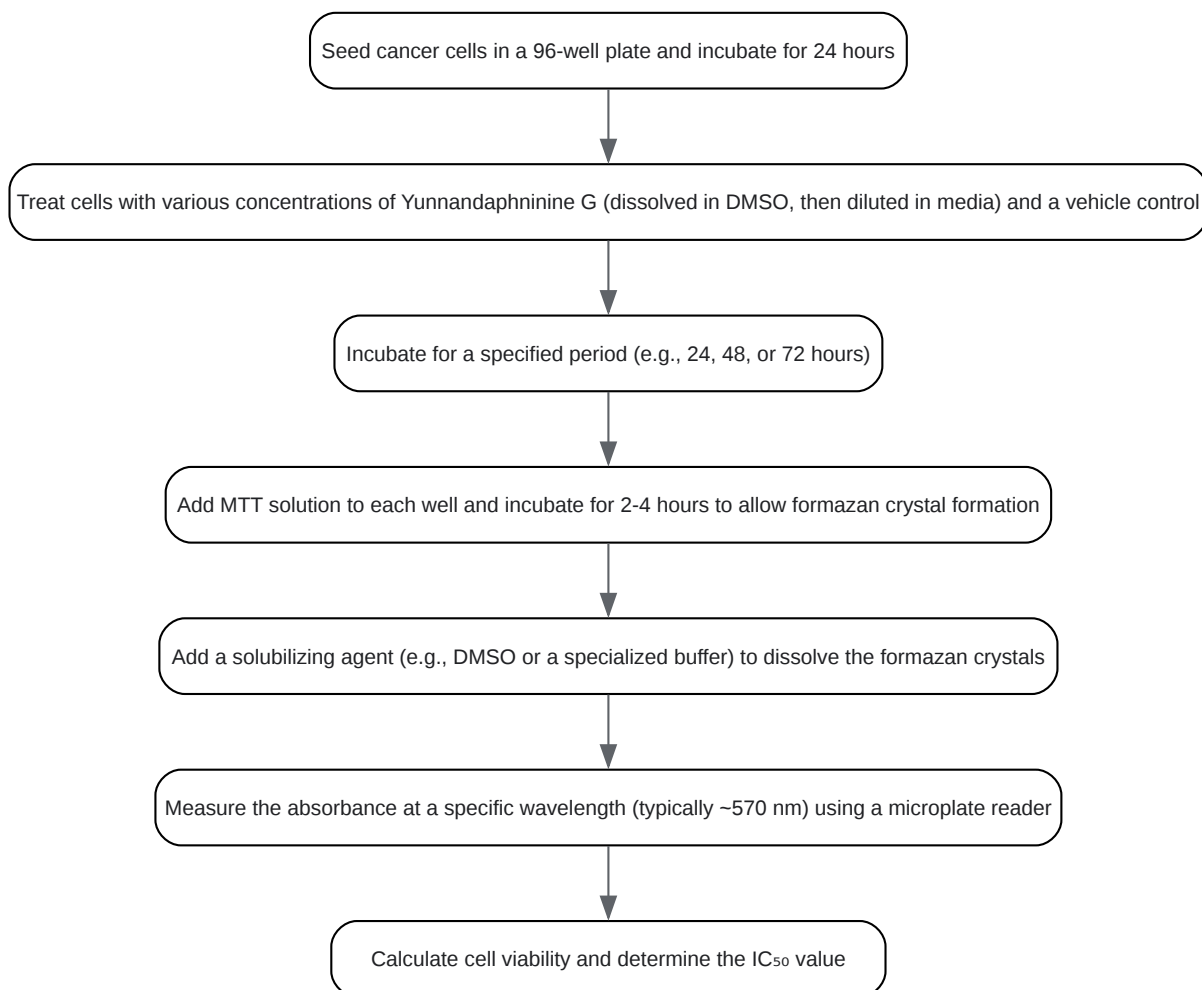 Seed cancer cells in a 96-well plate and incubate for 24 hours
Treat cells with various concentrations of Yunnandaphninine G (dissolved in DMSO, then diluted in media) and a vehicle control
Incubate for a specified period (e.g., 24, 48, or 72 hours)
Add MTT solution to each well and incubate for 2-4 hours to allow formazan crystal formation
Add a solubilizing agent (e.g., DMSO or a specialized buffer) to dissolve the formazan crystals
Measure the absorbance at a specific wavelength (typically ~570 nm) using a microplate reader
Calculate cell viability and determine the IC₅₀ value